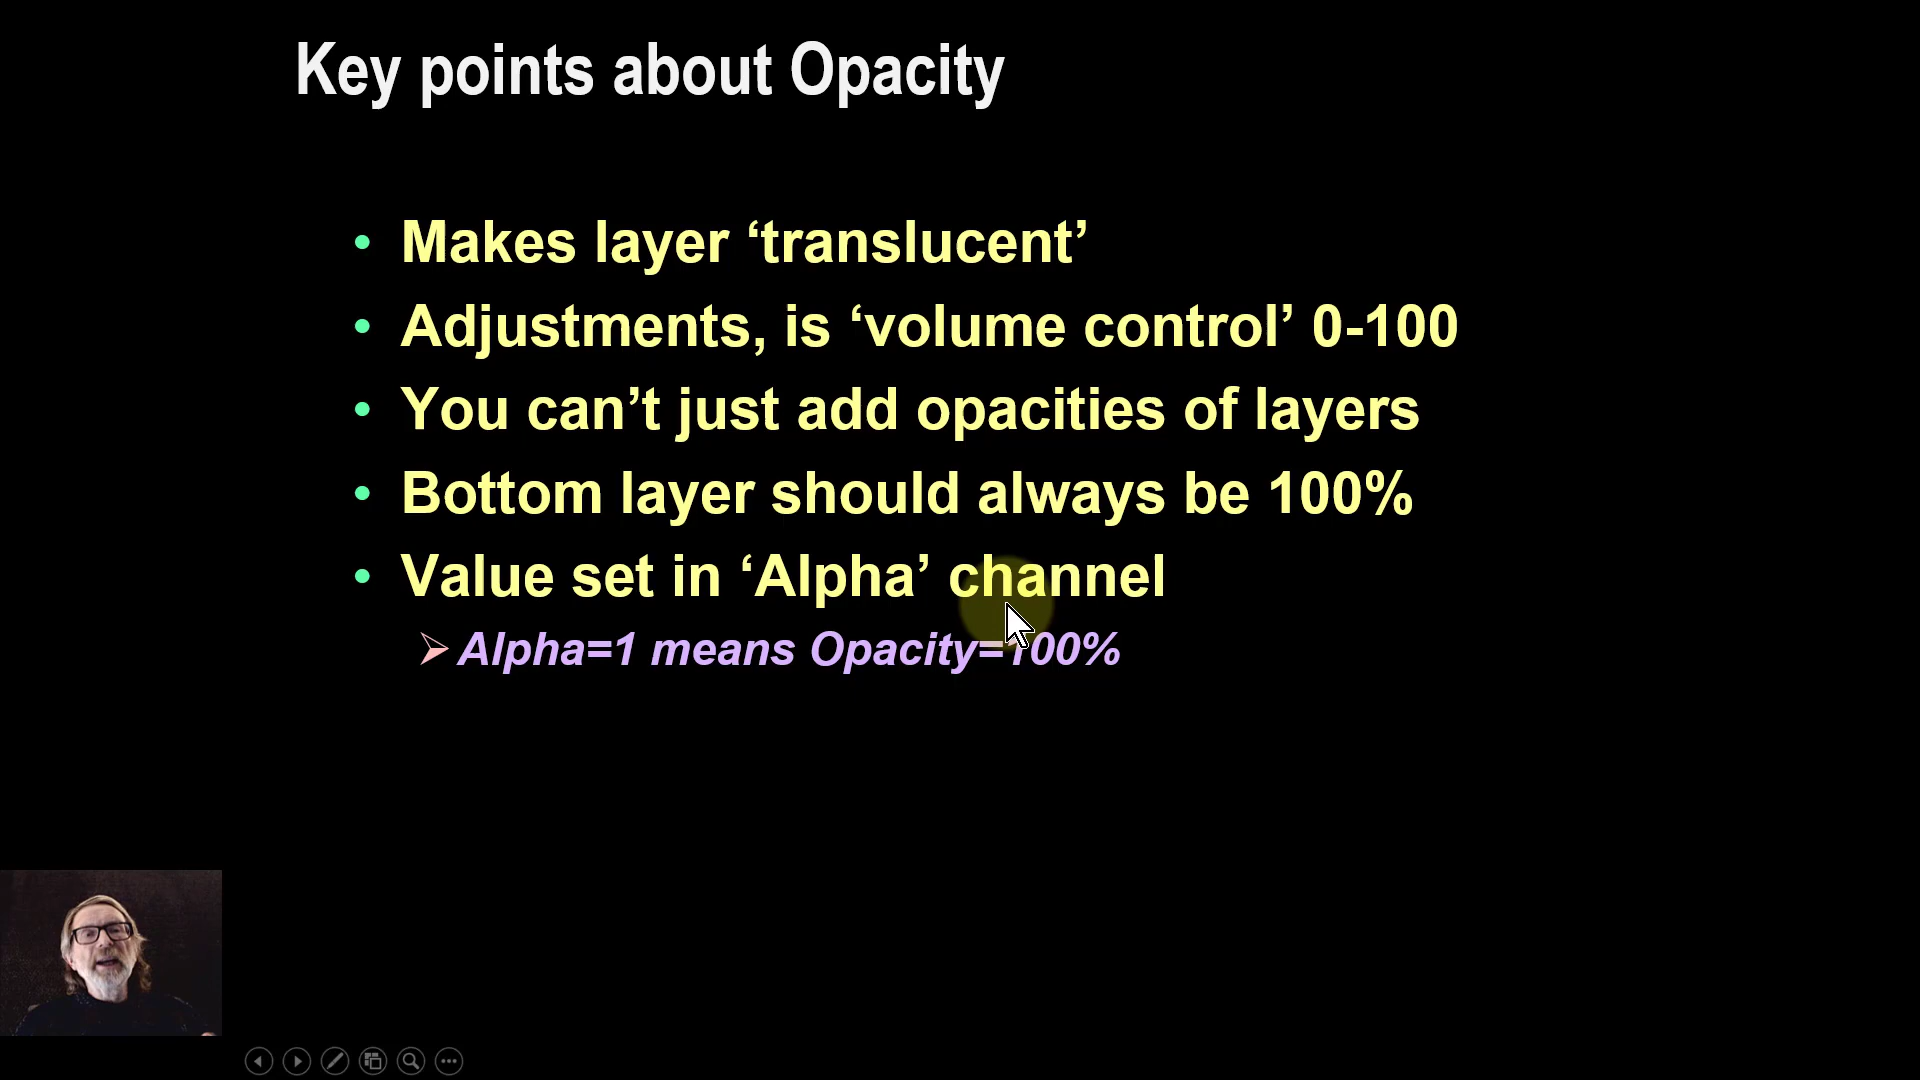 Key points about Opacity
• Makes layer ‘translucent’
• Adjustments, is ‘volume control’ 0-100
• You can’t just add opacities of layers
• Bottom layer should always be 100%
• Value set in ‘Alpha’ channel
➢ Alpha=1 means Opacity=100%